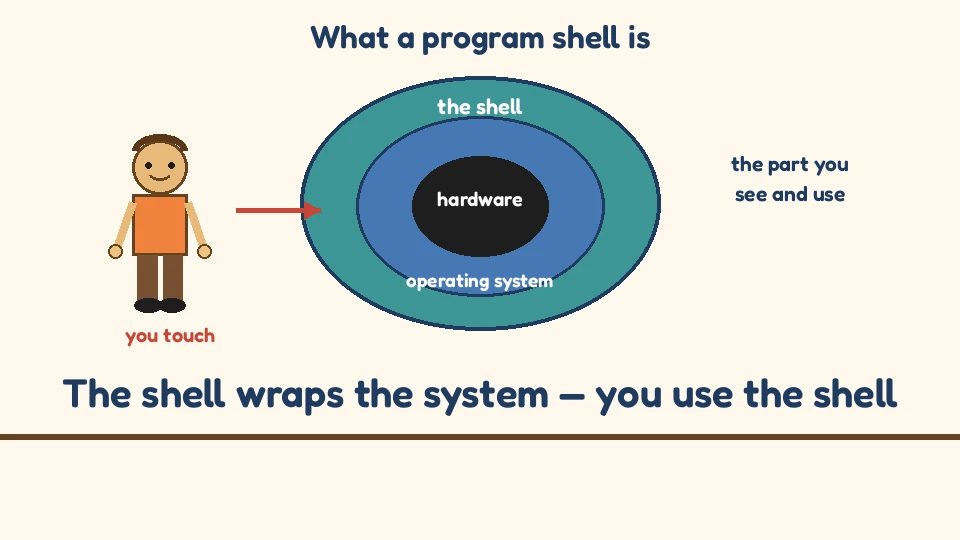 What a program shell is
the shell
hardware
operating system
the part you
see and use
you touch
The shell wraps the system — you use the shell